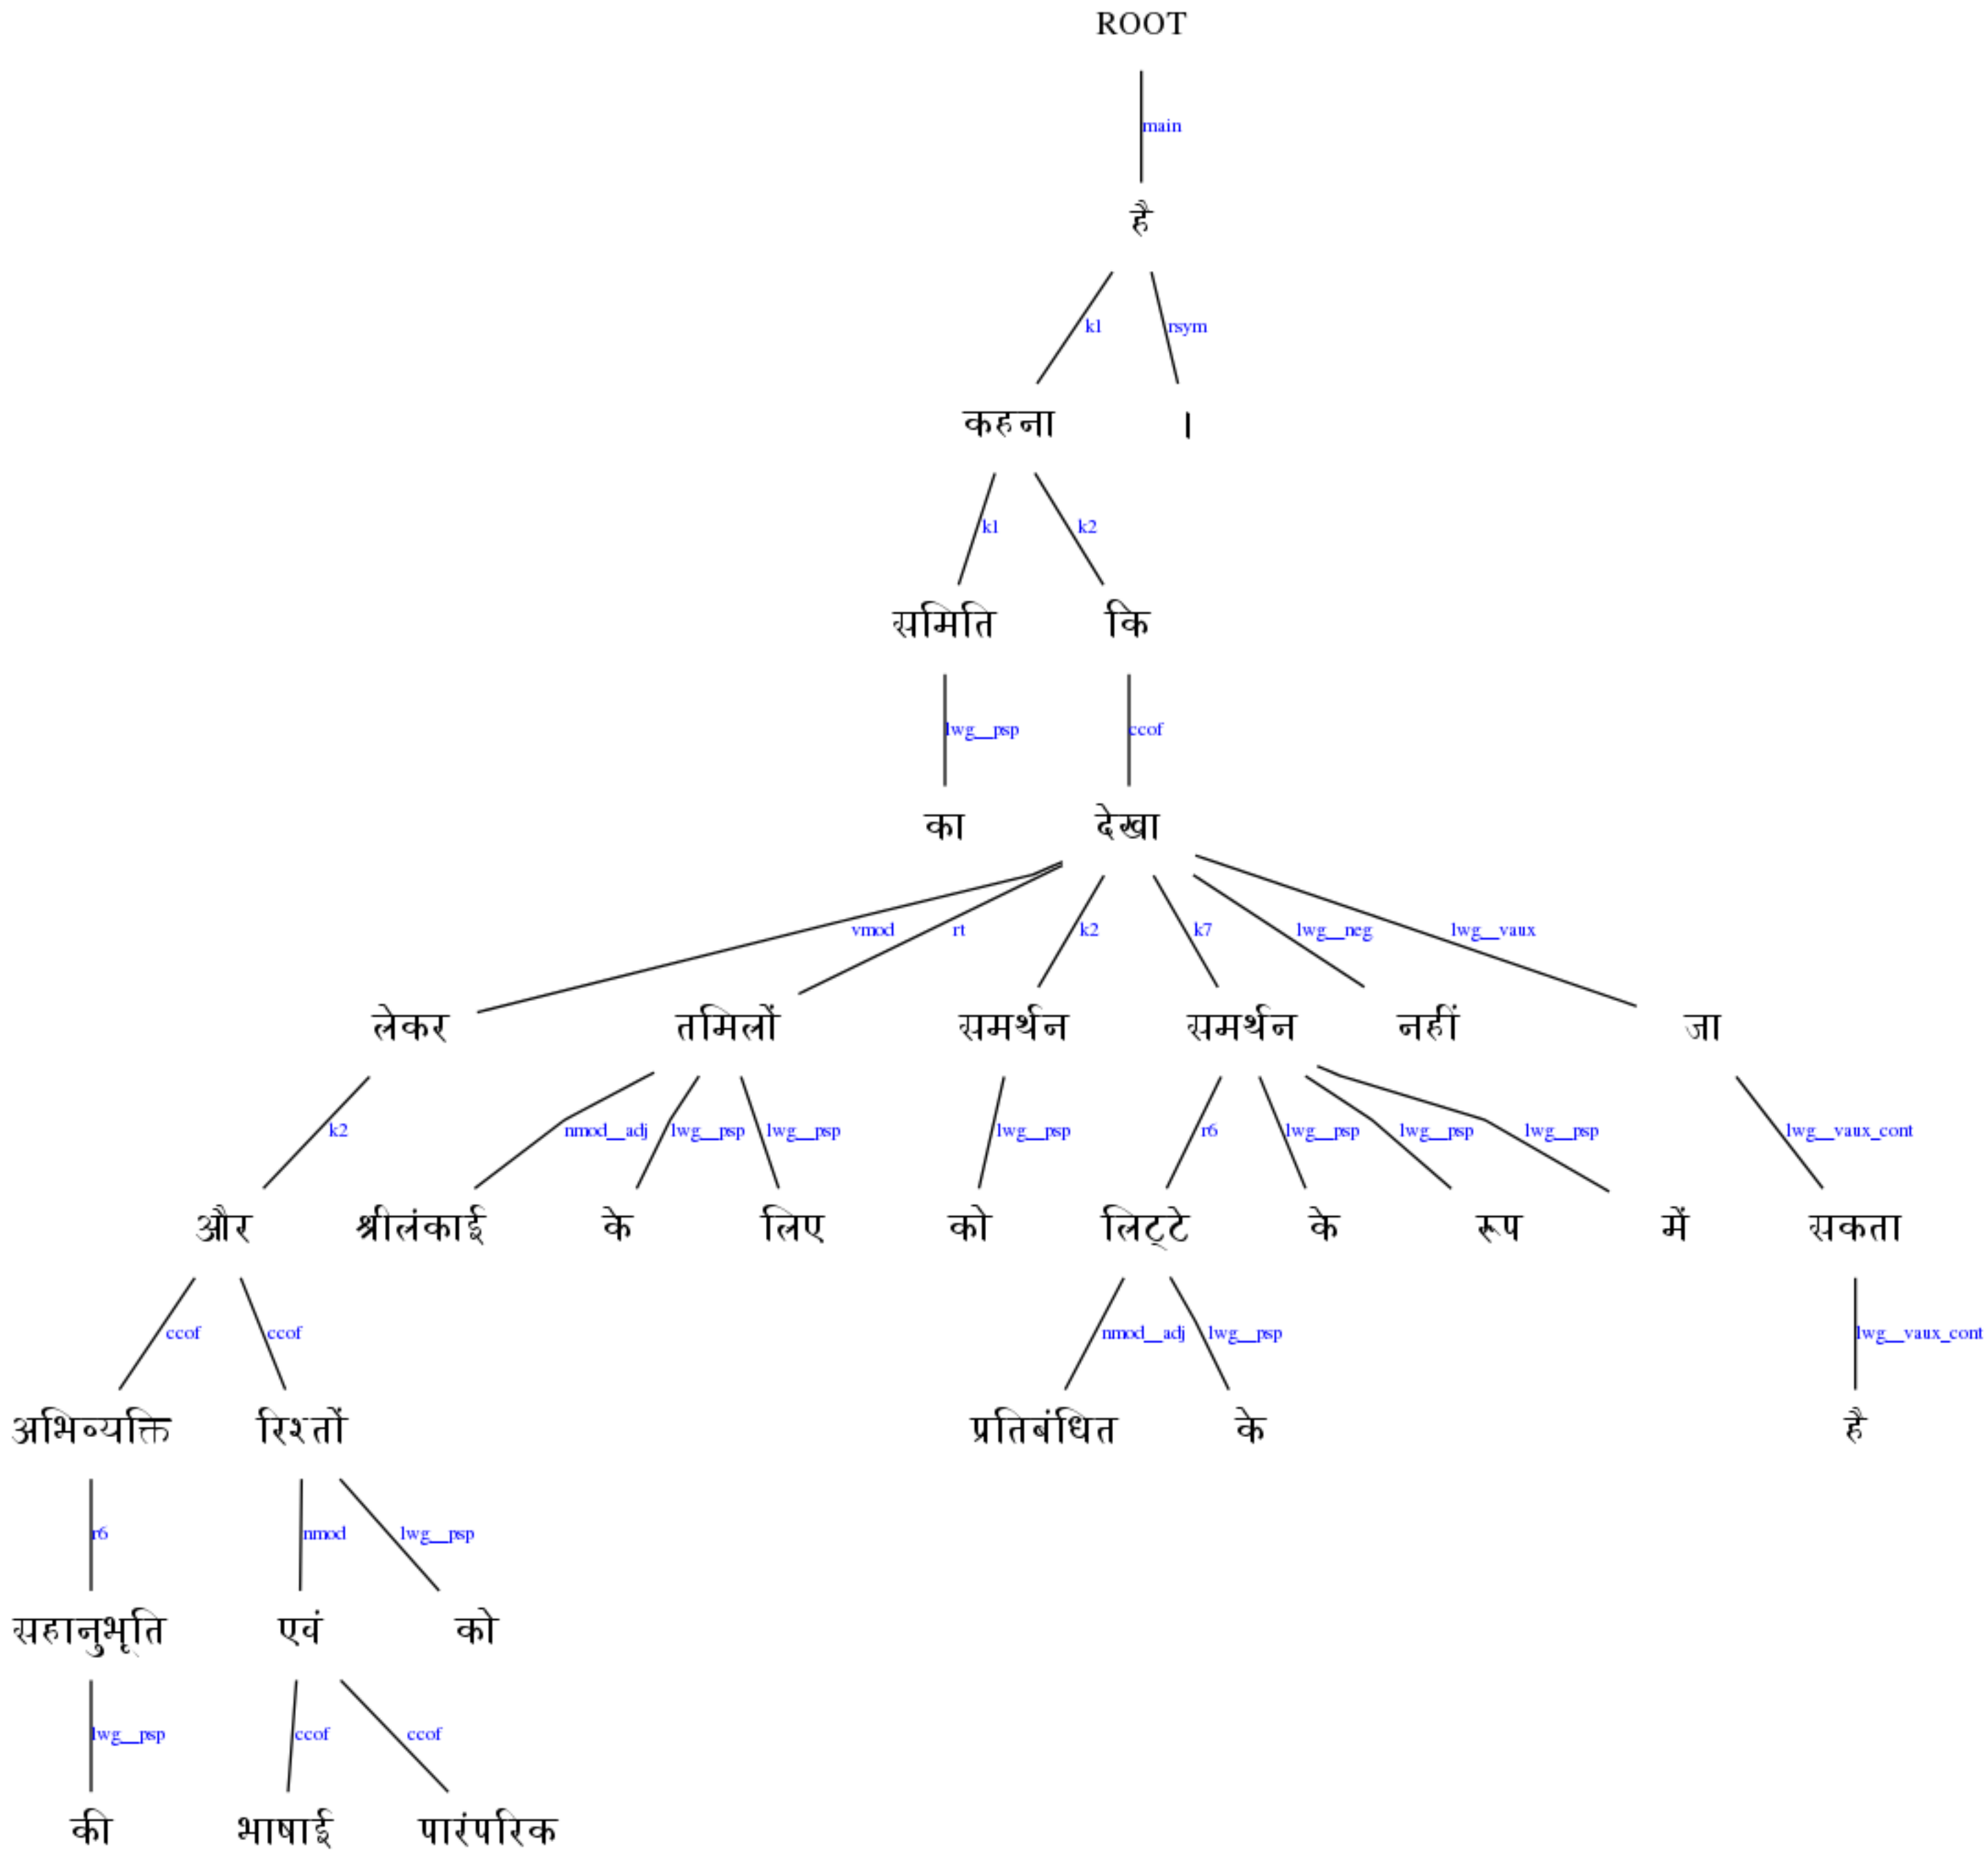 ROOT
main
है
k1 rsym
कहना ।
k1 k2
समिति कि
lwg__psp ccof
का देखा
vmod rt k2 k7 lwg__neg lwg__vaux
लेकर तमिलों समर्थन समर्थन नहीं जा
k2 nmod__adj lwg__psp lwg__psp lwg__psp r6 lwg__psp lwg__psp lwg__psp lwg__vaux_cont
और श्रीलंकाई के लिए को लिट्टे के रूप में सकता
ccof ccof nmod__adj lwg__psp lwg__vaux_cont
अभिव्यक्ति रिश्तों प्रतिबंधित के है
r6 nmod lwg__psp
सहानुभूति एवं को
lwg__psp ccof ccof
की भाषाई पारंपरिक